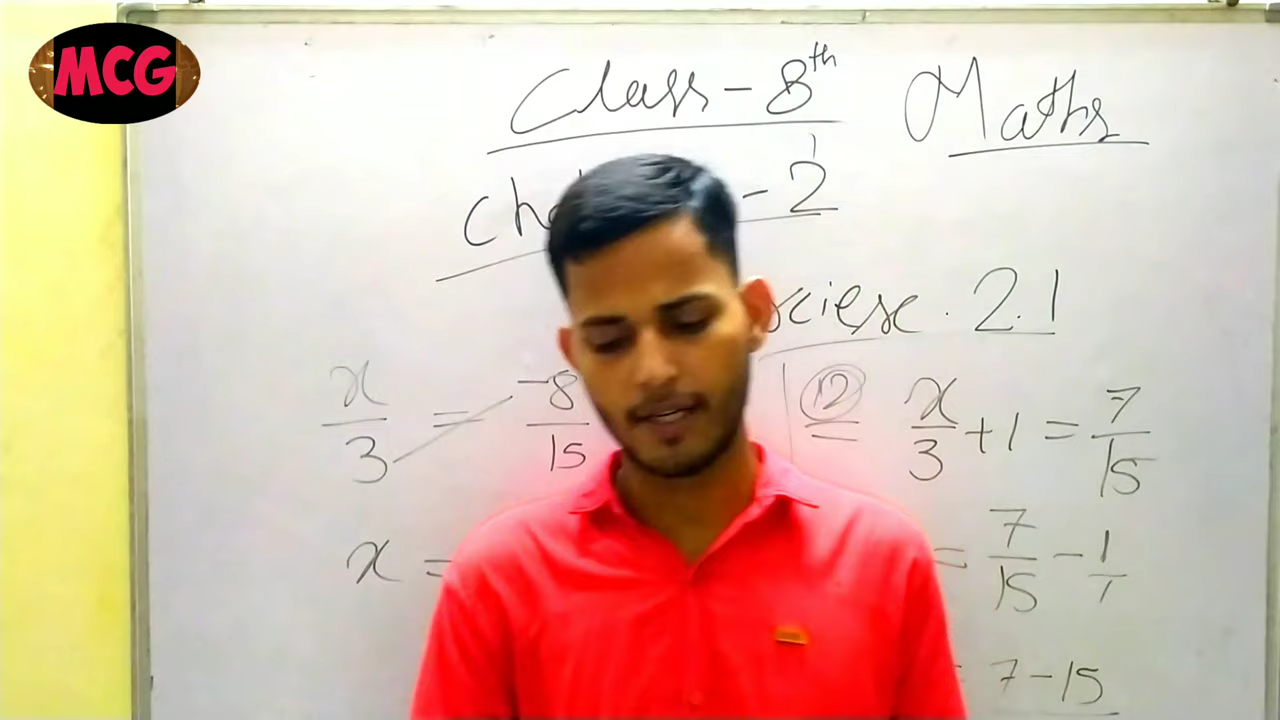 MCG
Class - 8th Maths
- 2
2.1
x/3 = -8/15
x =
12 x/3 + 1 = 7/15
= 7/15 - 1/1
= 7 - 15